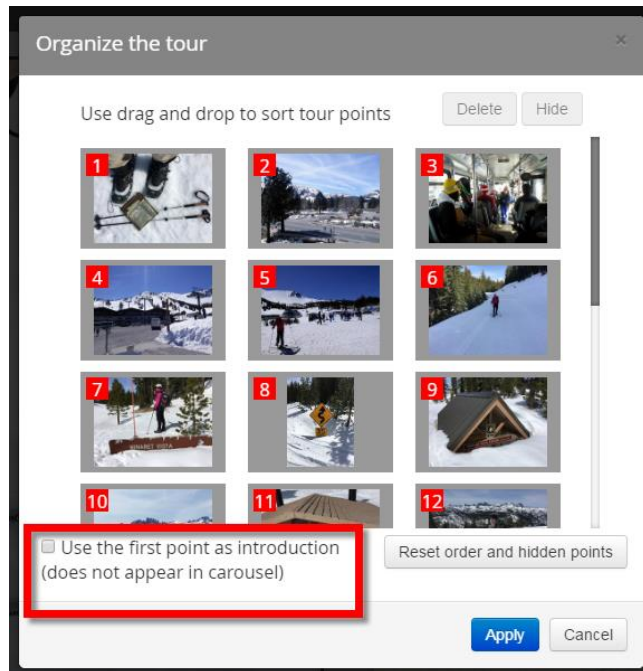 Organize the tour ×
Use drag and drop to sort tour points Delete Hide
1 2 3
4 5 6
7 MINARET VISTA 8 9
10 11 12
Use the first point as introduction
(does not appear in carousel)
Reset order and hidden points
Apply Cancel